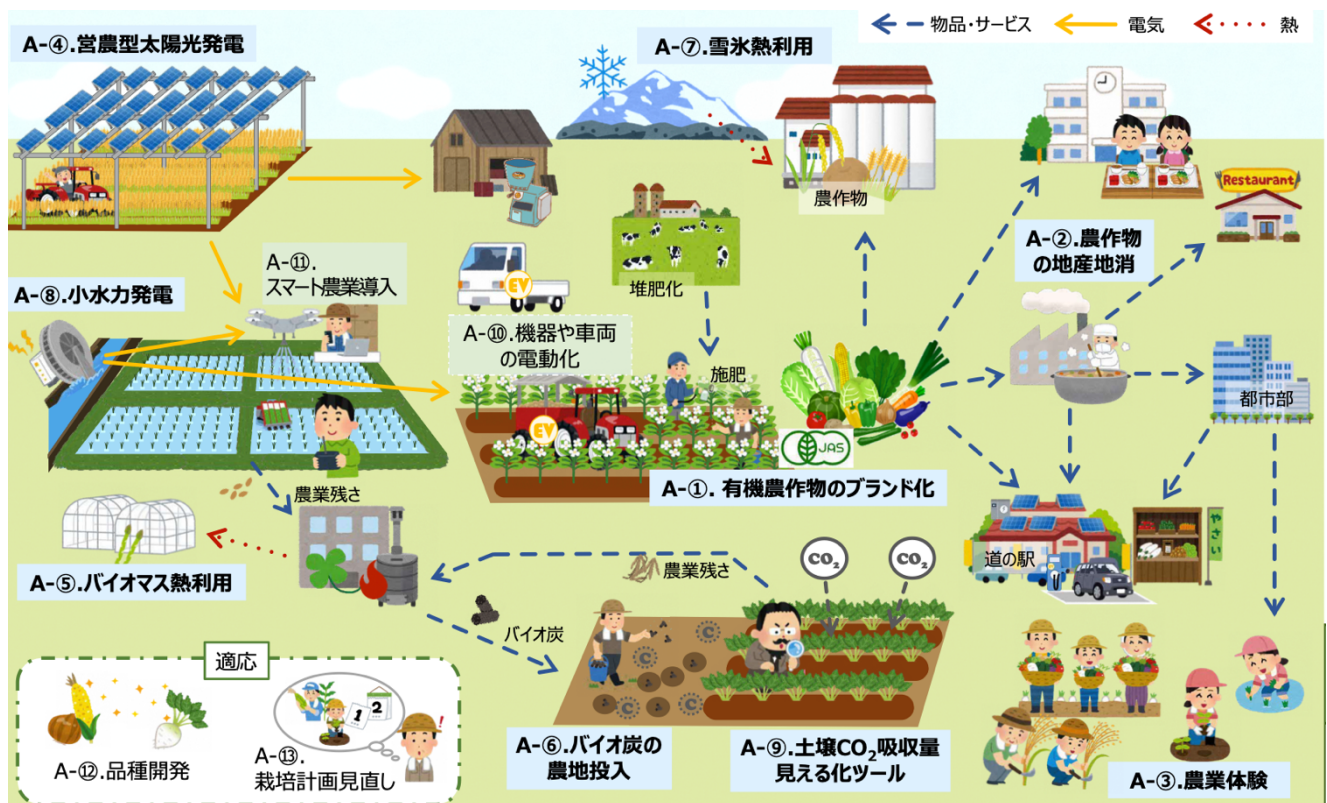 物品・サービス
電気
熱
A-④.営農型太陽光発電
A-⑦.雪氷熱利用
農作物
Restaurant
A-②.農作物
の地産地消
堆肥化
A-⑪.
スマート農業導入
A-⑧.小水力発電
EV
A-⑩.機器や車両
の電動化
施肥
都市部
EV
JAS
A-①.有機農作物のブランド化
農業残さ
道の駅
やさい
A-⑤.バイオマス熱利用
農業残さ
CO2
CO2
バイオ炭
C
C
C
C
C
適応
1
2
A-⑫.品種開発
A-⑬.
栽培計画見直し
A-⑥.バイオ炭の
農地投入
A-⑨.土壌CO2吸収量
見える化ツール
A-③.農業体験